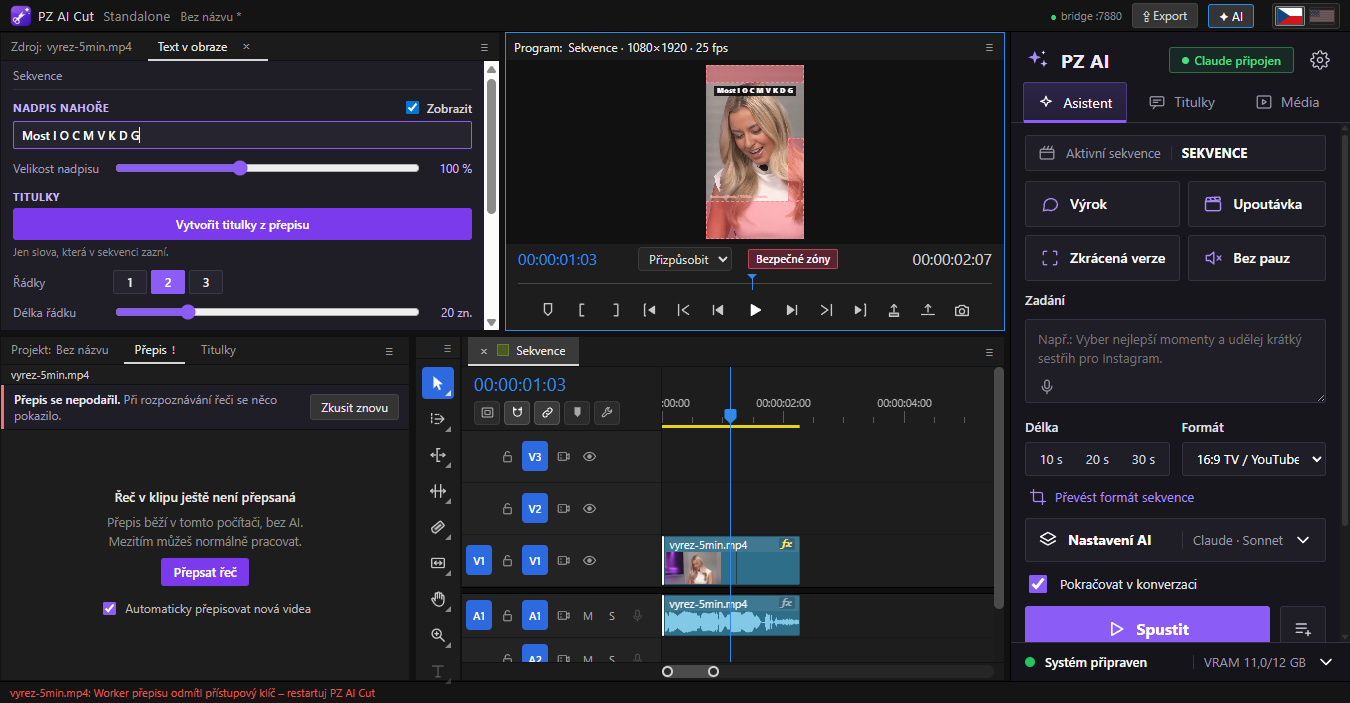 PZ AI Cut Standalone Bez názvu *
bridge :7880 Export AI
Zdroj: vyrez-5min.mp4 Text v obraze ×
Sekvence
NADPIS NAHOŘE Zobrazit
Most I O C M V K D G
Velikost nadpisu 100 %
TITULKY
Vytvořit titulky z přepisu
Jen slova, která v sekvenci zazní.
Řádky 1 2 3
Délka řádku 20 zn.
Program: Sekvence · 1080×1920 · 25 fps
Most I O C M V K D G
00:00:01:03 Přizpůsobit Bezpečné zóny 00:00:02:07
Projekt: Bez názvu Přepis ! Titulky
vyrez-5min.mp4
Přepis se nepodařil. Při rozpoznávání řeči se něco
pokazilo.
Zkusit znovu
Řeč v klipu ještě není přepsaná
Přepis běží v tomto počítači, bez AI.
Mezitím můžeš normálně pracovat.
Přepsat řeč
Automaticky přepisovat nová videa
× Sekvence
00:00:01:03
:00:00 00:00:02:00 00:00:04:00
V3
V2
V1 V1
vyrez-5min.mp4 fx
A1 A1 M S
vyrez-5min.mp4 fx
A2 M S
PZ AI Claude připojen
Asistent Titulky Média
Aktivní sekvence SEKVENCE
Výrok Upoutávka
Zkrácená verze Bez pauz
Zadání
Např.: Vyber nejlepší momenty a udělej krátký
sestřih pro Instagram.
Délka Formát
10 s 20 s 30 s 16:9 TV / YouTube
Převést formát sekvence
Nastavení AI Claude · Sonnet
Pokračovat v konverzaci
Spustit
Systém připraven VRAM 11,0/12 GB
vyrez-5min.mp4: Worker přepisu odmítl přístupový klíč – restartuj PZ AI Cut